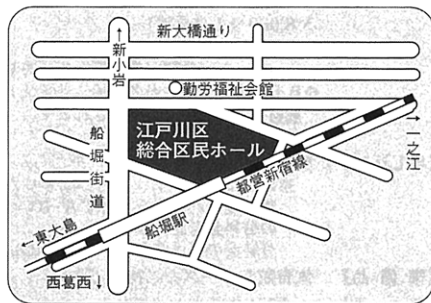 新大橋通り
↑新小岩
勤労福祉会館
江戸川区
総合区民ホール
船堀街道
→一之江
都営新宿線
船堀駅
←東大島
西葛西↓